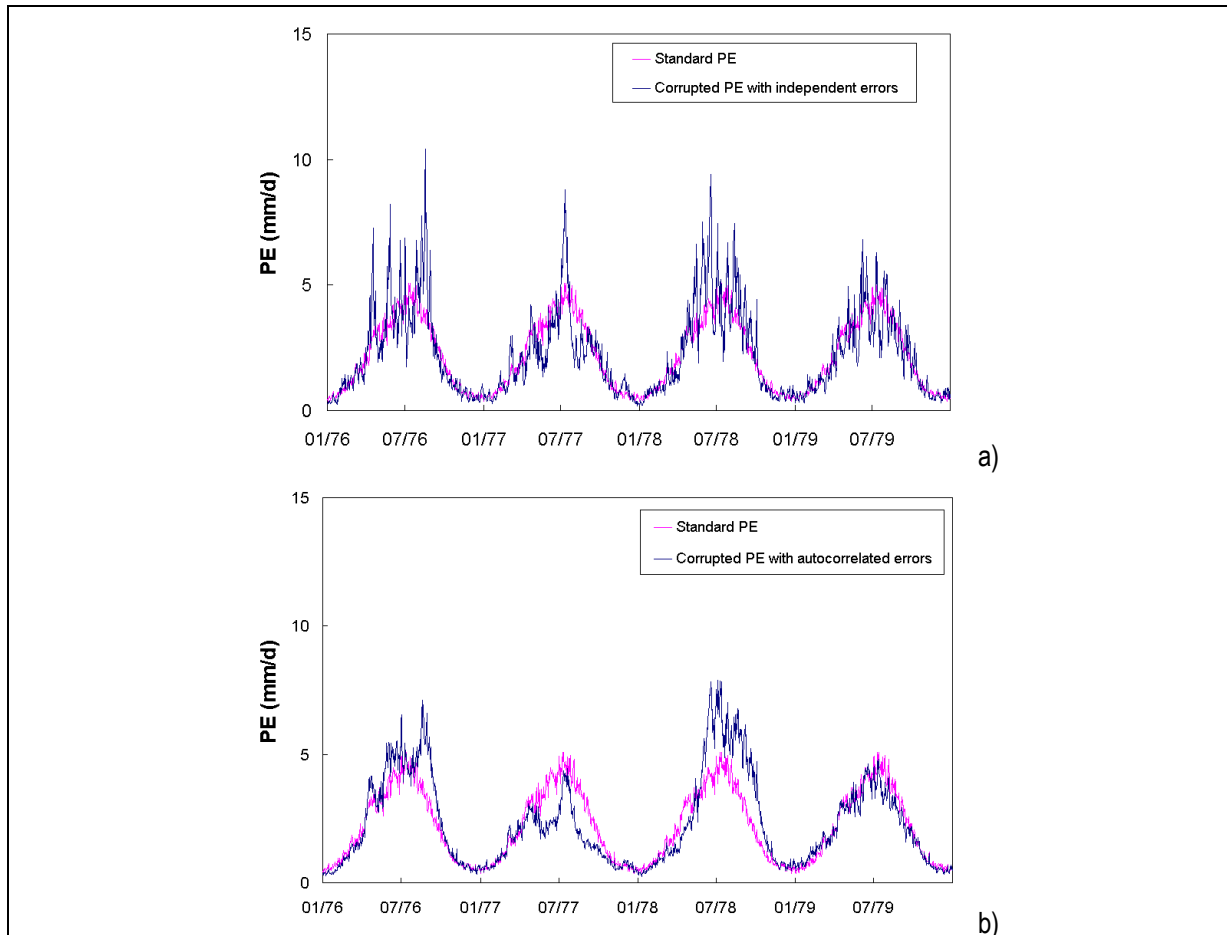 15
Standard PE
Corrupted PE with independent errors
10
PE (mm/d)
5
0
01/76 07/76 01/77 07/77 01/78 07/78 01/79 07/79
a)
15
Standard PE
Corrupted PE with autocorrelated errors
10
PE (mm/d)
5
0
01/76 07/76 01/77 07/77 01/78 07/78 01/79 07/79
b)